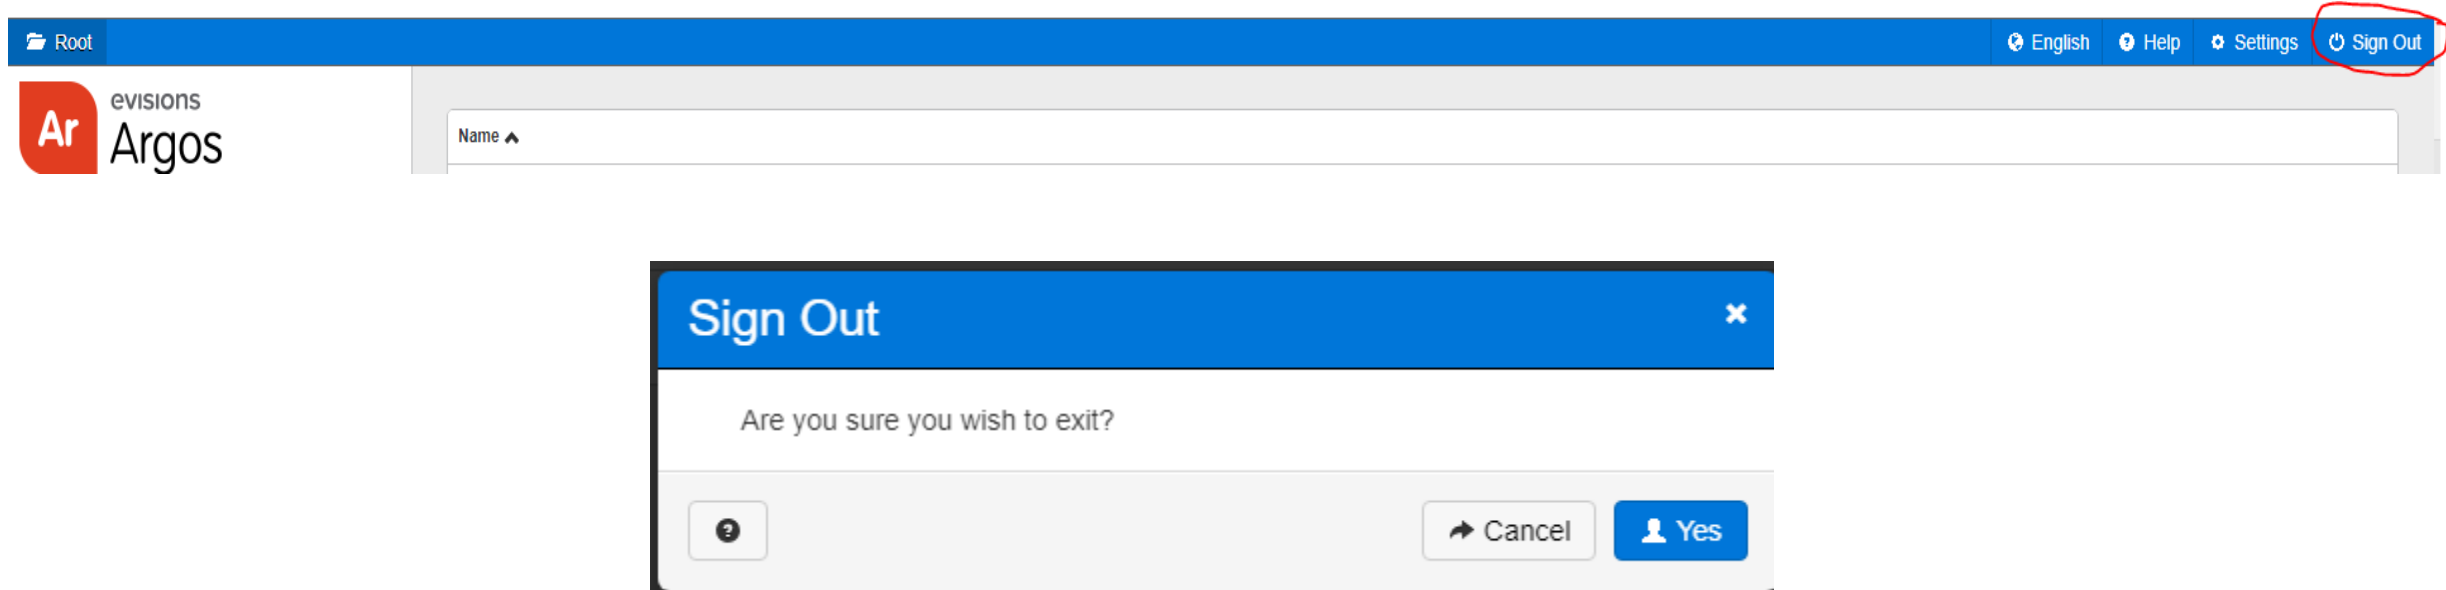 Root English Help Settings Sign Out
Ar evisions
Argos
Name
Sign Out
Are you sure you wish to exit?
Cancel Yes